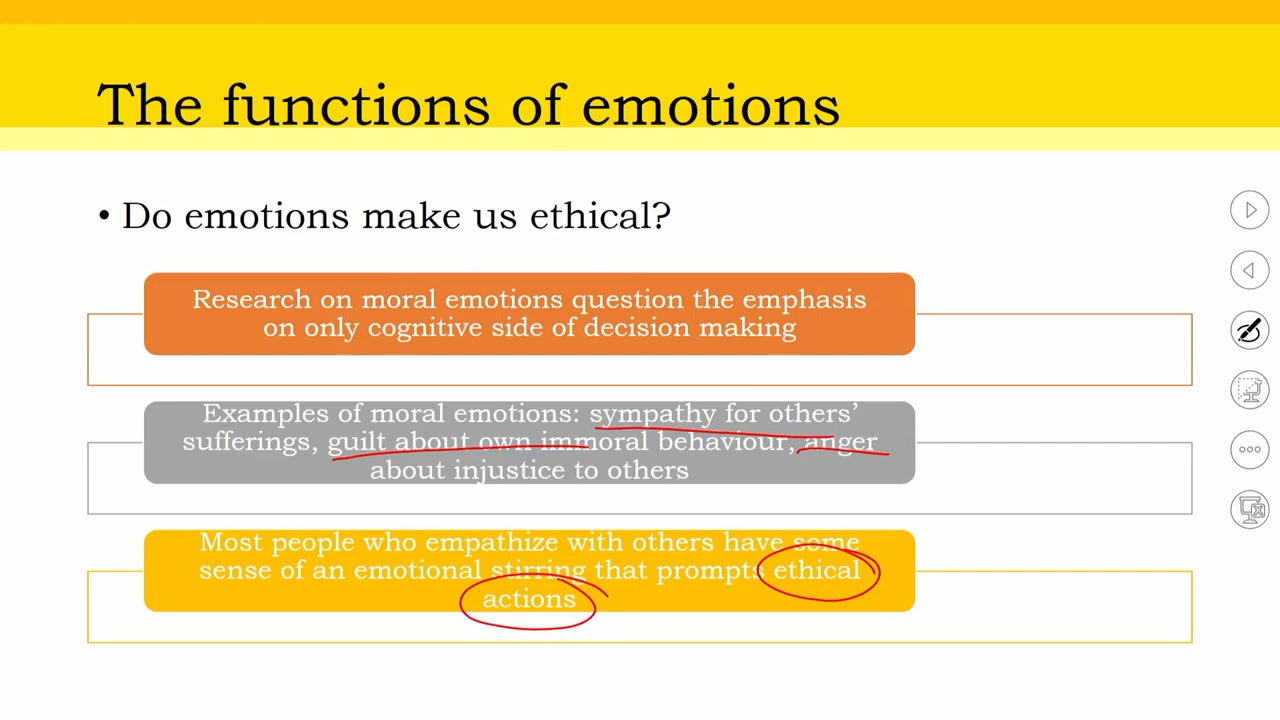 The functions of emotions
• Do emotions make us ethical?
Research on moral emotions question the emphasis
on only cognitive side of decision making
Examples of moral emotions: sympathy for others’
sufferings, guilt about own immoral behaviour, anger
about injustice to others
Most people who empathize with others have some
sense of an emotional stirring that prompts ethical
actions